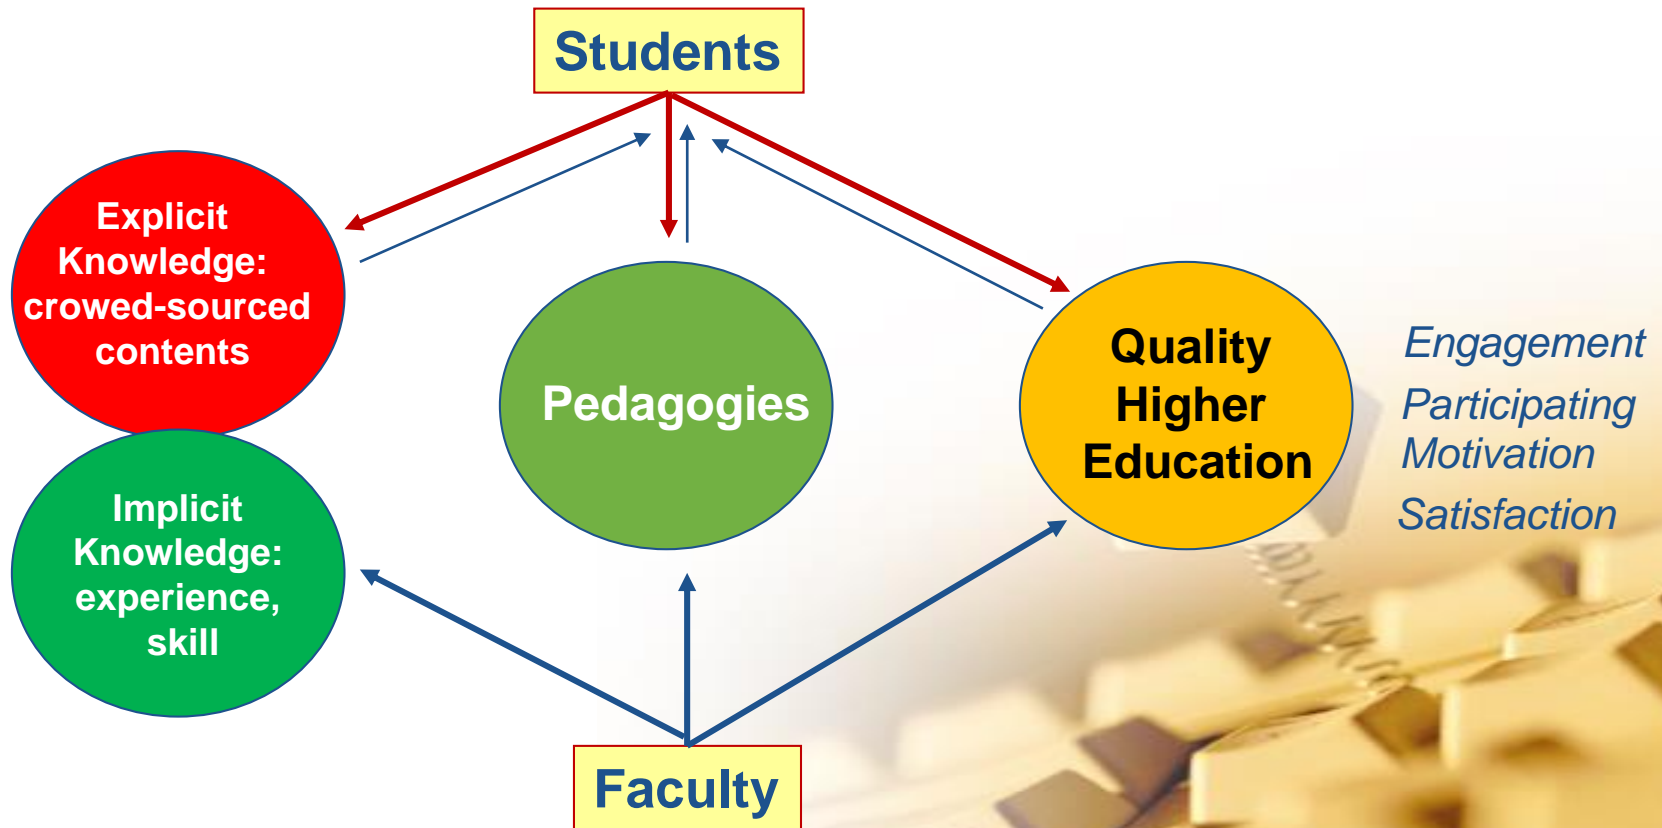 Students
Explicit
Knowledge:
crowed-sourced
contents
Implicit
Knowledge:
experience,
skill
Pedagogies
Quality
Higher
Education
Engagement
Participating
Motivation
Satisfaction
Faculty